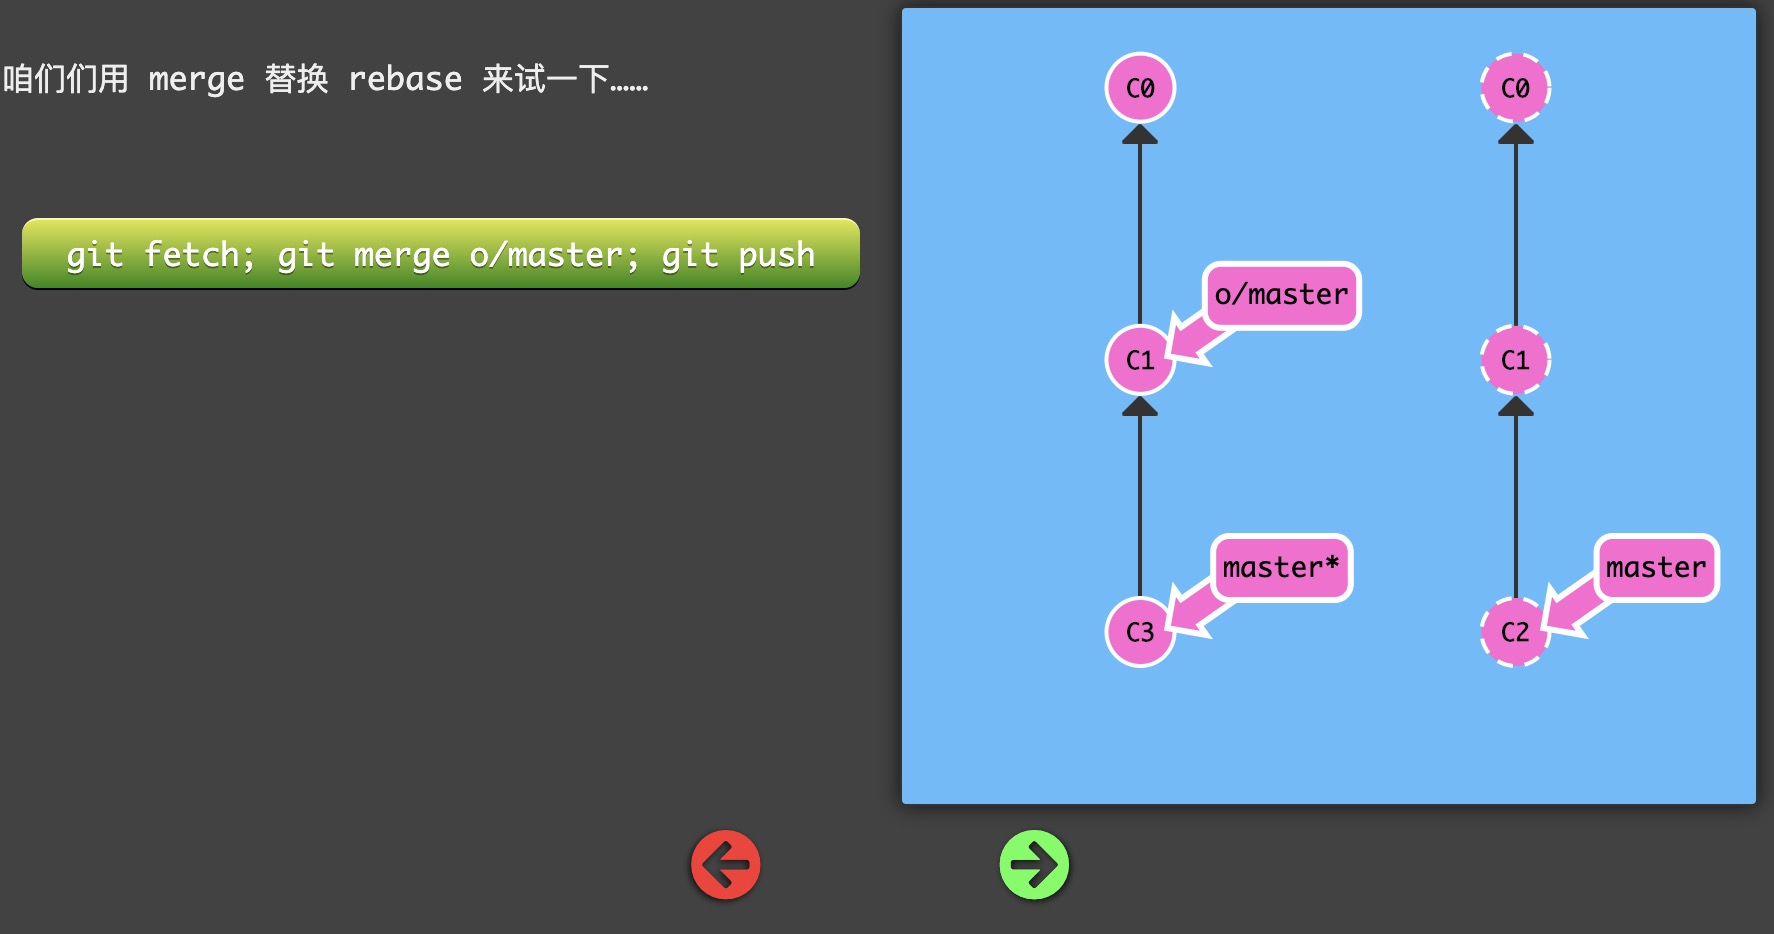 咱们们用 merge 替换 rebase 来试一下……
git fetch; git merge o/master; git push
C0
C0
o/master
C1
C1
master*
master
C3
C2